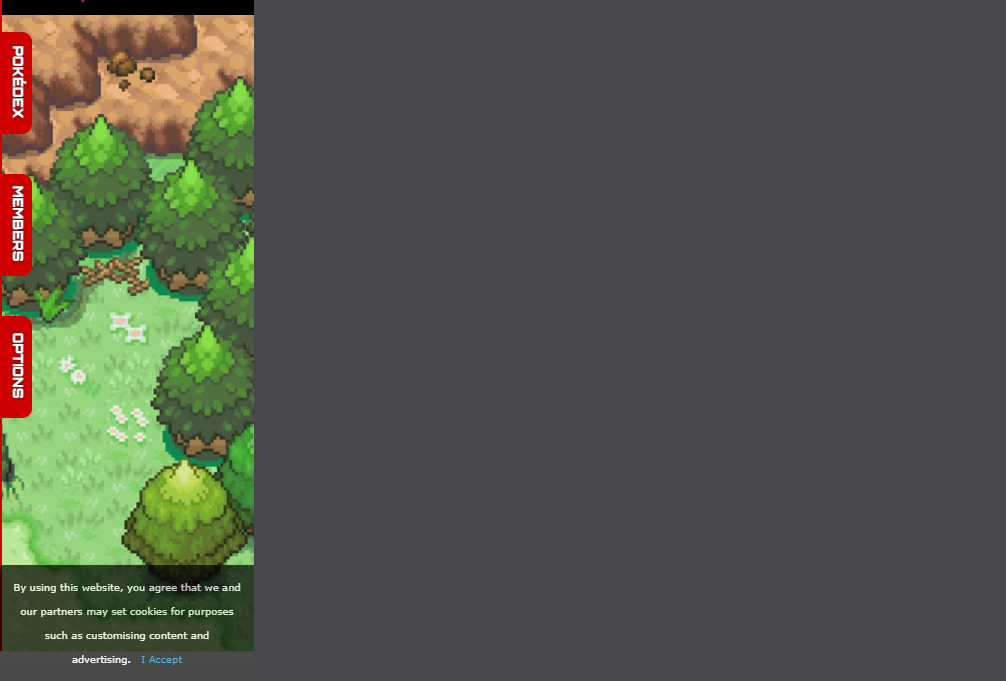 POKÉDEX
MEMBERS
OPTIONS
By using this website, you agree that we and
our partners may set cookies for purposes
such as customising content and
advertising. I Accept